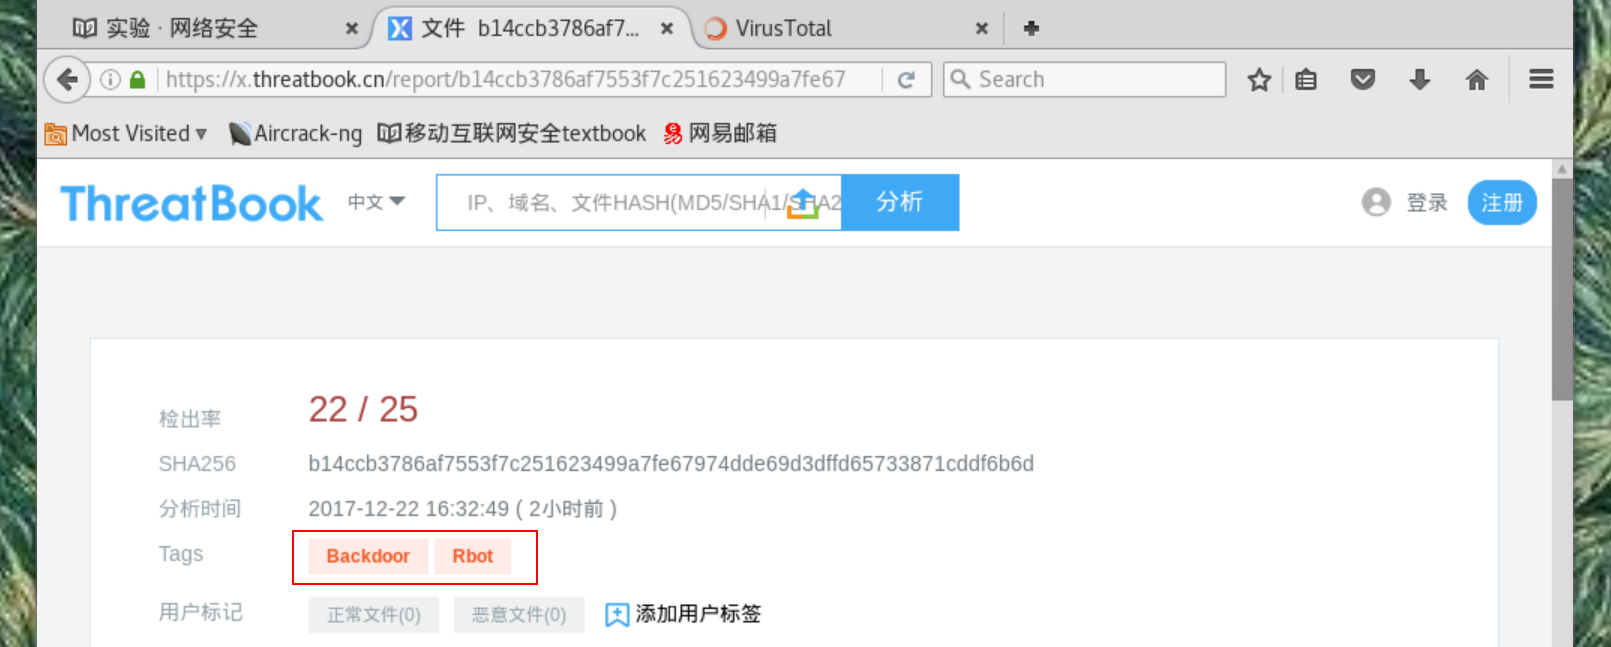 实验 · 网络安全
文件 b14ccb3786af7...
VirusTotal
https://x.threatbook.cn/report/b14ccb3786af7553f7c251623499a7fe67
Search
Most Visited
Aircrack-ng
移动互联网安全textbook
网易邮箱
ThreatBook
中文
IP、域名、文件HASH(MD5/SHA1/SHA2
分析
登录
注册
检出率 22 / 25
SHA256 b14ccb3786af7553f7c251623499a7fe67974dde69d3dffd65733871cddf6b6d
分析时间 2017-12-22 16:32:49 ( 2小时前 )
Tags Backdoor Rbot
用户标记 正常文件(0) 恶意文件(0) 添加用户标签